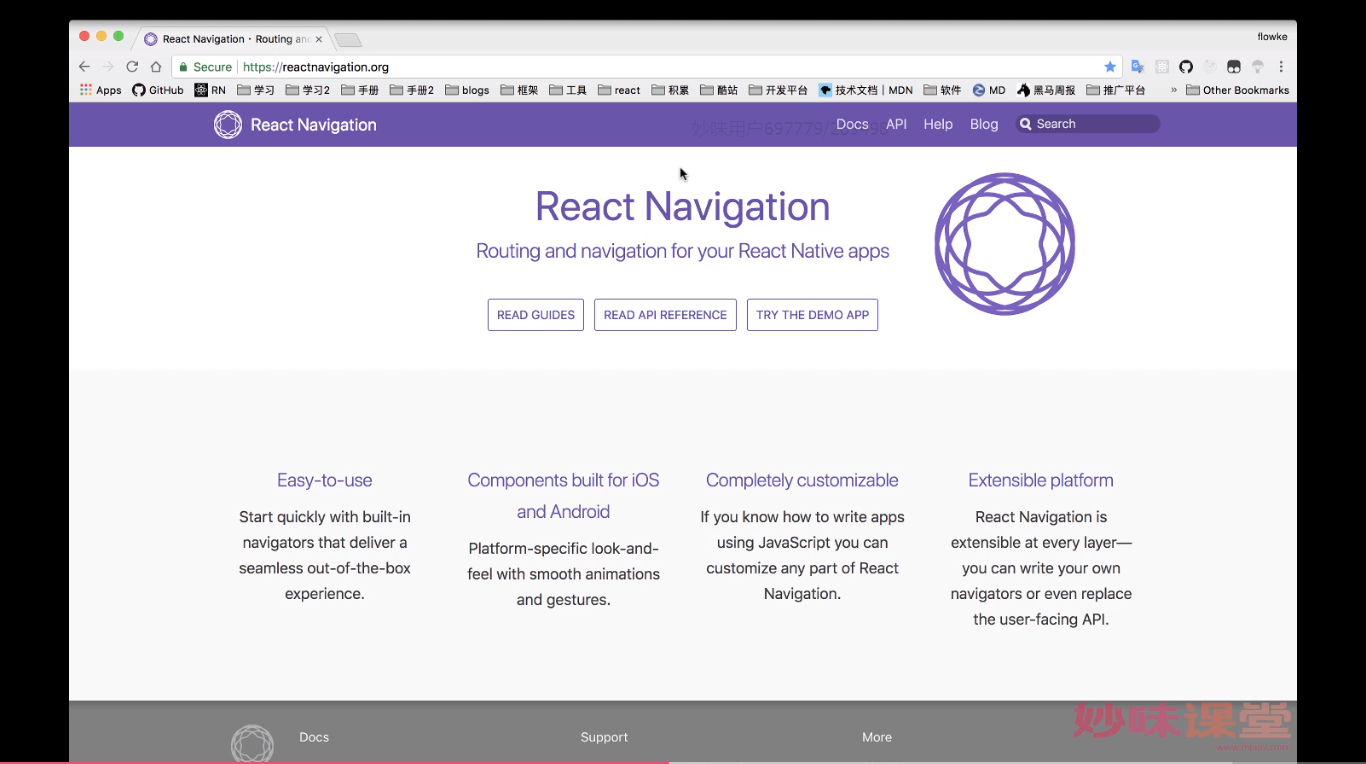 React Navigation · Routing an
flowke
Secure https://reactnavigation.org
Apps GitHub RN 学习 学习2 手册 手册2 blogs 框架 工具 react 积累 酷站 开发平台 技术文档 | MDN 软件 MD 黑马周报 推广平台 » Other Bookmarks
React Navigation
妙味用户697779/
Docs API Help Blog Search
React Navigation
Routing and navigation for your React Native apps
READ GUIDES READ API REFERENCE TRY THE DEMO APP
Easy-to-use
Start quickly with built-in
navigators that deliver a
seamless out-of-the-box
experience.
Components built for iOS
and Android
Platform-specific look-and-
feel with smooth animations
and gestures.
Completely customizable
If you know how to write apps
using JavaScript you can
customize any part of React
Navigation.
Extensible platform
React Navigation is
extensible at every layer—
you can write your own
navigators or even replace
the user-facing API.
妙味课堂
Docs Support More